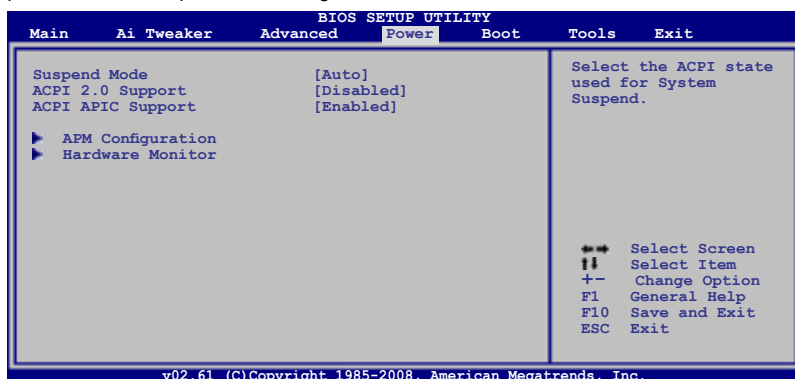 BIOS SETUP UTILITY
Main Ai Tweaker Advanced Power Boot Tools Exit
Suspend Mode [Auto]
ACPI 2.0 Support [Disabled]
ACPI APIC Support [Enabled]
APM Configuration
Hardware Monitor
Select the ACPI state
used for System
Suspend.
Select Screen
Select Item
+- Change Option
F1 General Help
F10 Save and Exit
ESC Exit
v02.61 (C)Copyright 1985-2008, American Megatrends, Inc.